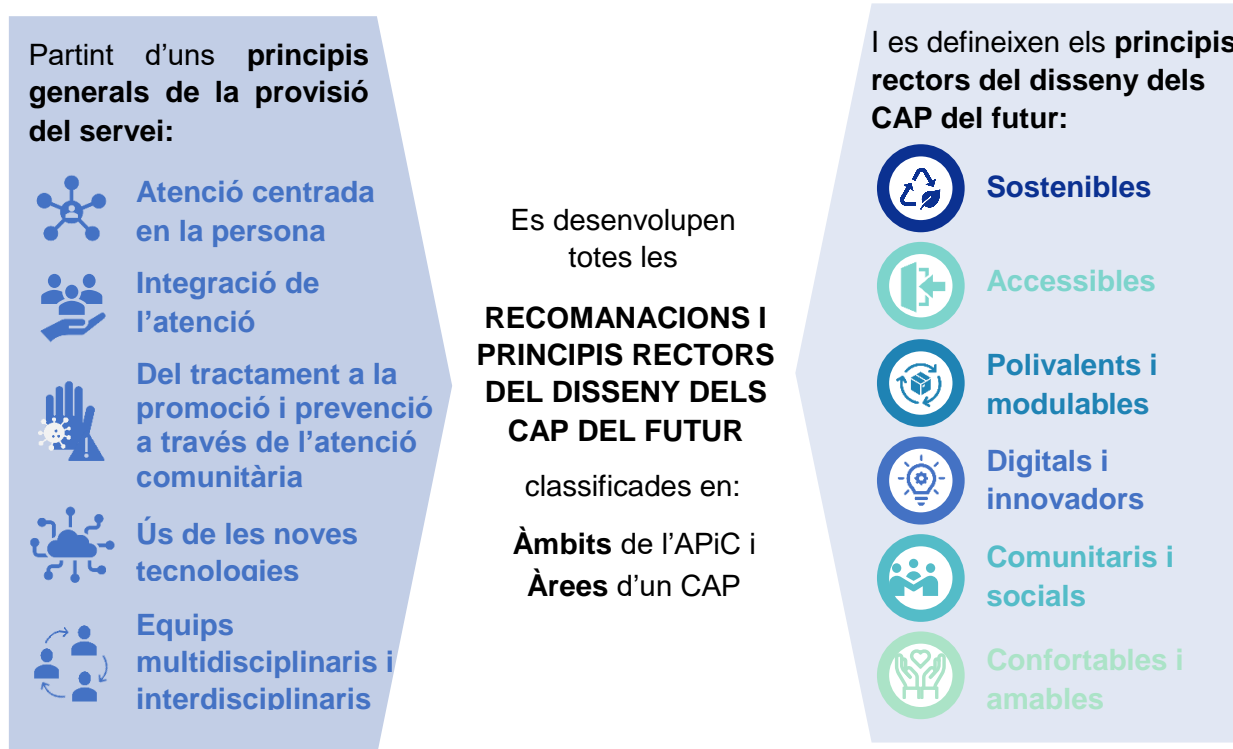 Partint d'uns principis
generals de la provisió
del servei:
Atenció centrada
en la persona
Integració de
l'atenció
Del tractament a la
promoció i prevenció
a través de l'atenció
comunitària
Ús de les noves
tecnologies
Equips
multidisciplinaris i
interdisciplinaris
Es desenvolupen
totes les
RECOMANACIONS I
PRINCIPIS RECTORS
DEL DISSENY DELS
CAP DEL FUTUR
classificades en:
Àmbits de l'APiC i
Àrees d'un CAP
I es defineixen els principis
rectors del disseny dels
CAP del futur:
Sostenibles
Accessibles
Polivalents i
modulables
Digitals i
innovadors
Comunitaris i
socials
Confortables i
amables